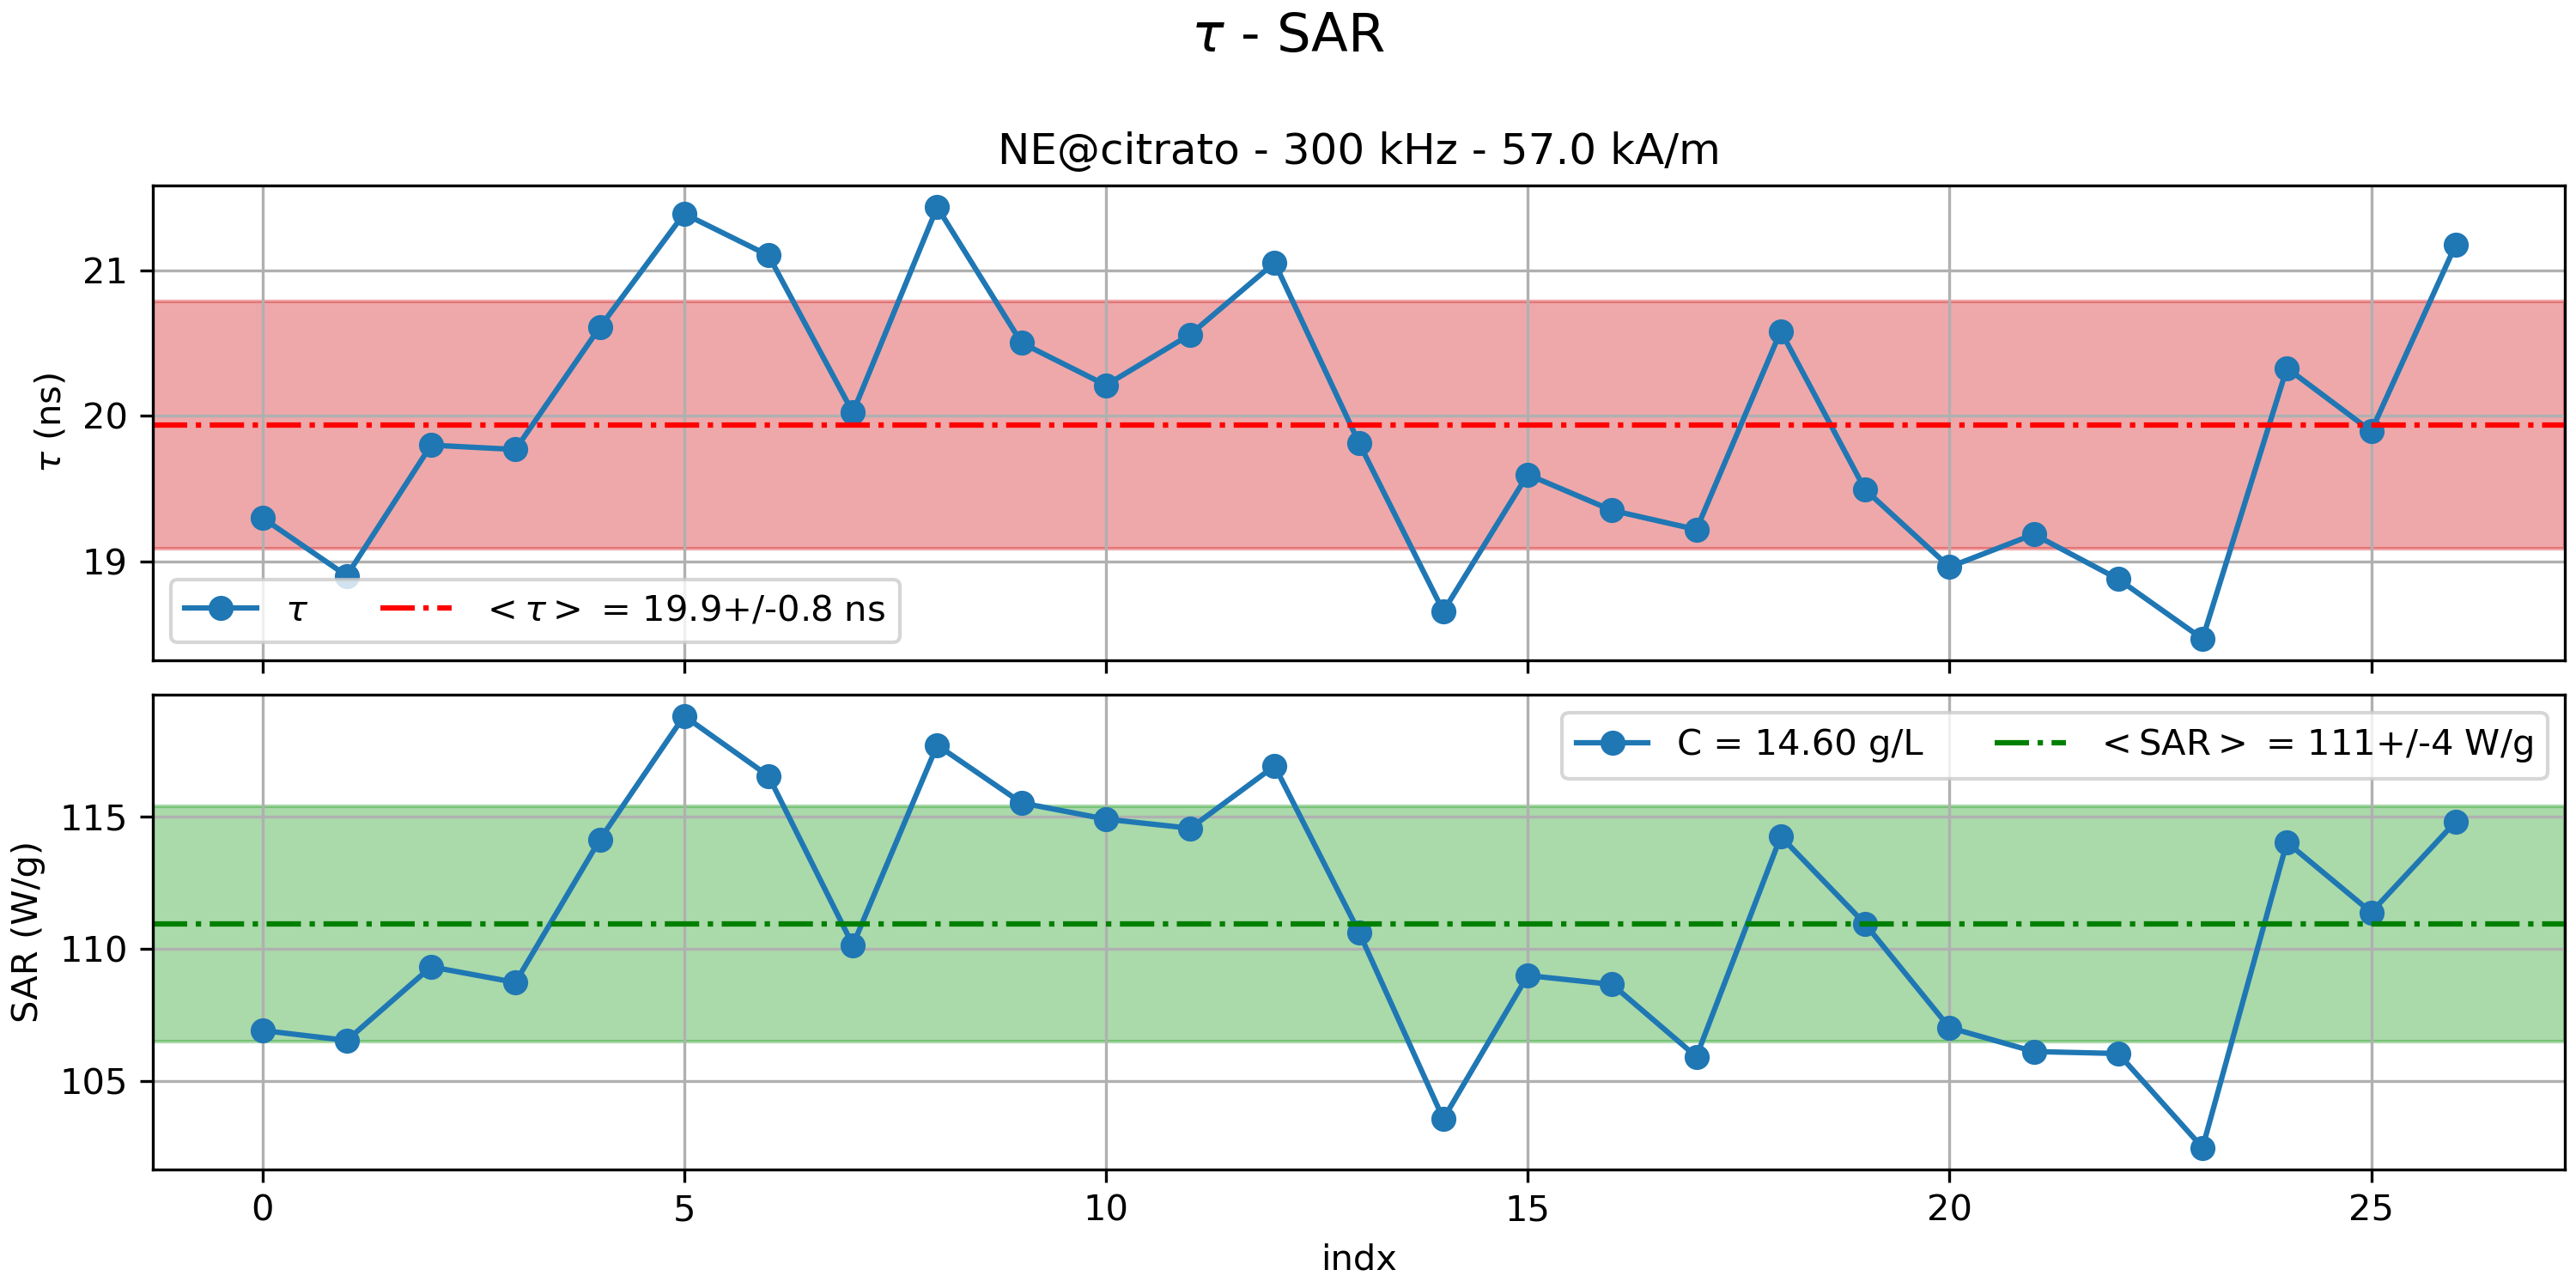 τ - SAR
NE@citrato - 300 kHz - 57.0 kA/m
τ (ns)
21
20
19
τ
<τ> = 19.9+/-0.8 ns
SAR (W/g)
115
110
105
C = 14.60 g/L
<SAR> = 111+/-4 W/g
0 5 10 15 20 25
indx